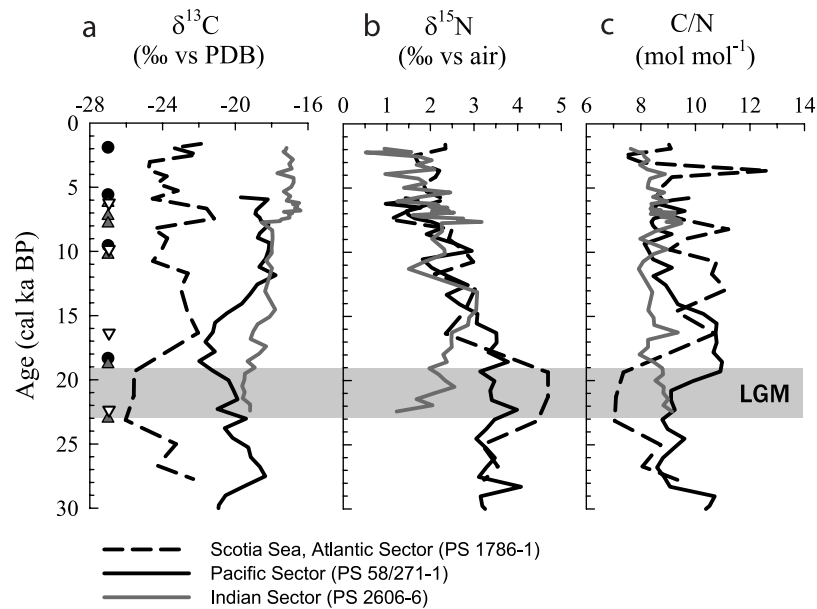 a δ¹³C b δ¹⁵N c C/N
(‰ vs PDB) (‰ vs air) (mol mol⁻¹)
-28 -24 -20 -16 0 1 2 3 4 5 6 8 10 12 14
0
5
10
15
20
25
30
Age (cal ka BP)
LGM
Scotia Sea, Atlantic Sector (PS 1786-1)
Pacific Sector (PS 58/271-1)
Indian Sector (PS 2606-6)